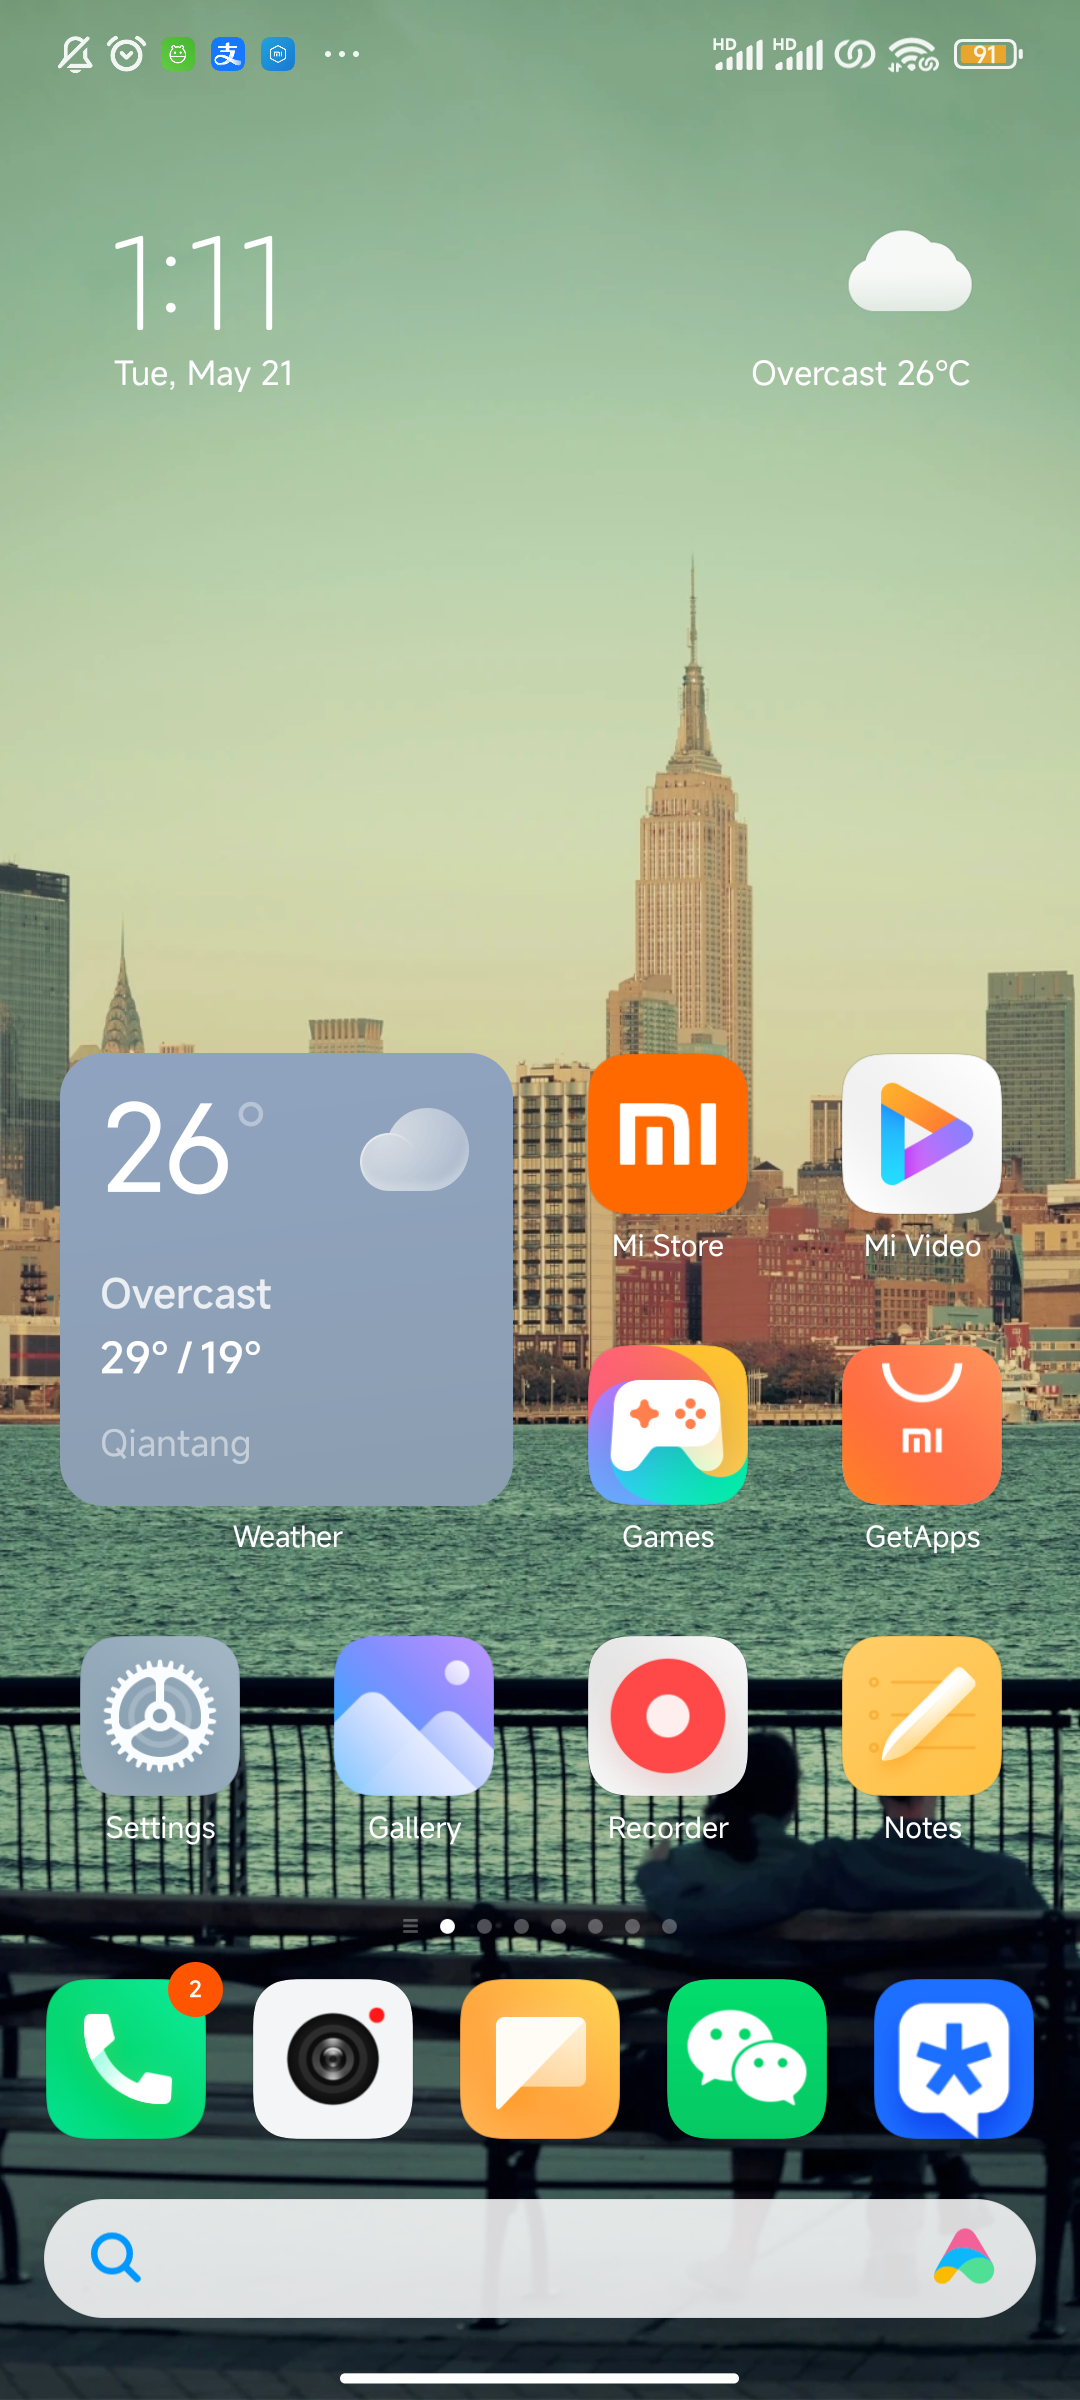 HD HD 91
支
1:11
Tue, May 21
Overcast 26°C
26°
Overcast
29° / 19°
Qiantang
Weather
Mi Store
Mi Video
Games
GetApps
Settings
Gallery
Recorder
Notes
2